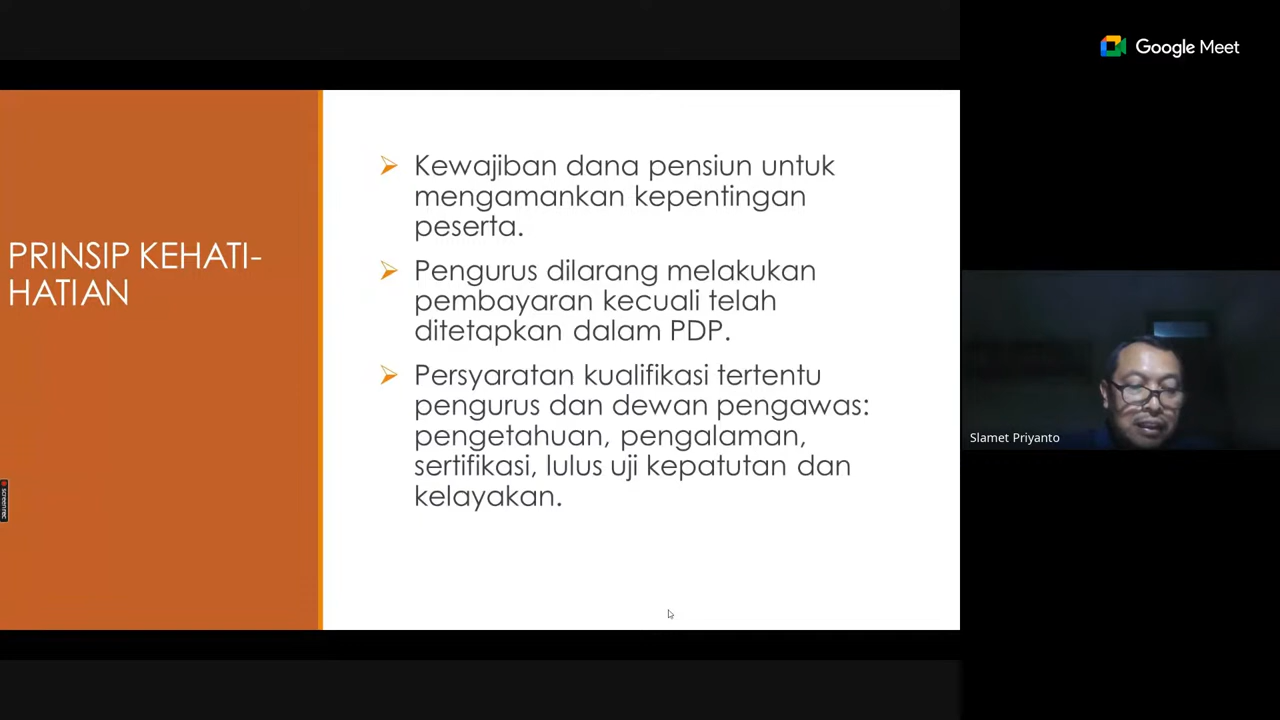 Google Meet
PRINSIP KEHATI-
HATIAN
Kewajiban dana pensiun untuk
mengamankan kepentingan
peserta.
Pengurus dilarang melakukan
pembayaran kecuali telah
ditetapkan dalam PDP.
Persyaratan kualifikasi tertentu
pengurus dan dewan pengawas:
pengetahuan, pengalaman,
sertifikasi, lulus uji kepatutan dan
kelayakan.
Slamet Priyanto
screenrec